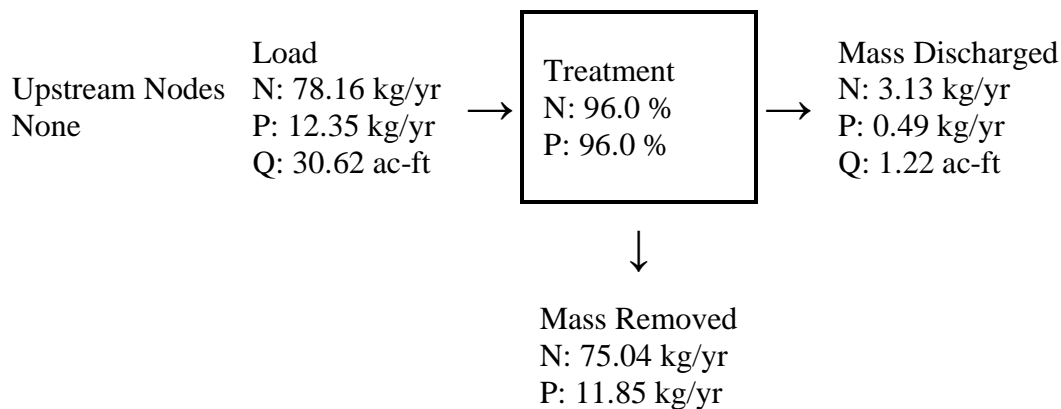 Upstream Nodes
None
Load
N: 78.16 kg/yr
P: 12.35 kg/yr
Q: 30.62 ac-ft
→
Treatment
N: 96.0 %
P: 96.0 %
→
Mass Discharged
N: 3.13 kg/yr
P: 0.49 kg/yr
Q: 1.22 ac-ft
↓
Mass Removed
N: 75.04 kg/yr
P: 11.85 kg/yr